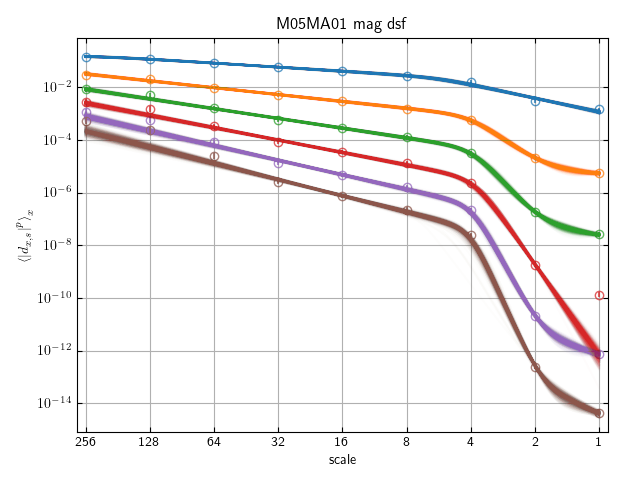 M05MA01 mag dsf
⟨|d_{x,s}|^p⟩_x
10^{-2}
10^{-4}
10^{-6}
10^{-8}
10^{-10}
10^{-12}
10^{-14}
256 128 64 32 16 8 4 2 1
scale